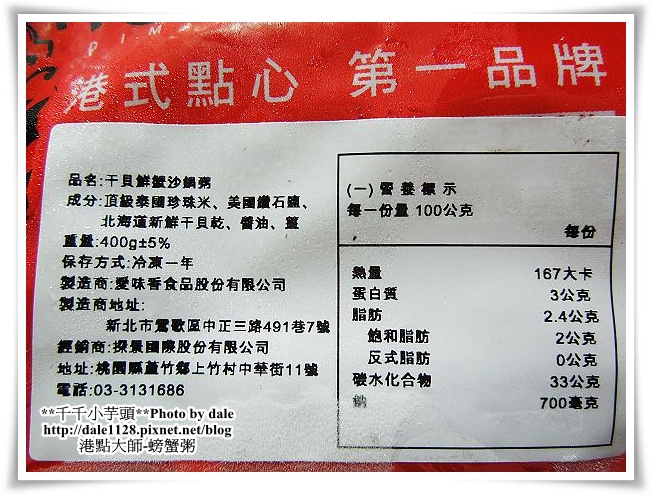 PIM
港式點心 第一品牌
品名:干貝鮮蟹沙鍋粥
成分:頂級泰國珍珠米、美國鑽石鹽、
北海道新鮮干貝乾、醬油、薑
重量:400g±5%
保存方式:冷凍一年
製造商:愛味香食品股份有限公司
製造商地址:
新北市鶯歌區中正三路491巷7號
經銷商:探景國際股份有限公司
地址:桃園縣蘆竹鄉上竹村中華街11號
電話:03-3131686
(一)營養標示
每一份量 100公克
每份
熱量 167大卡
蛋白質 3公克
脂肪 2.4公克
飽和脂肪 2公克
反式脂肪 0公克
碳水化合物 33公克
鈉 700毫克
**千千小芋頭**Photo by dale
http://dale1128.pixnet.net/blog
港點大師-螃蟹粥